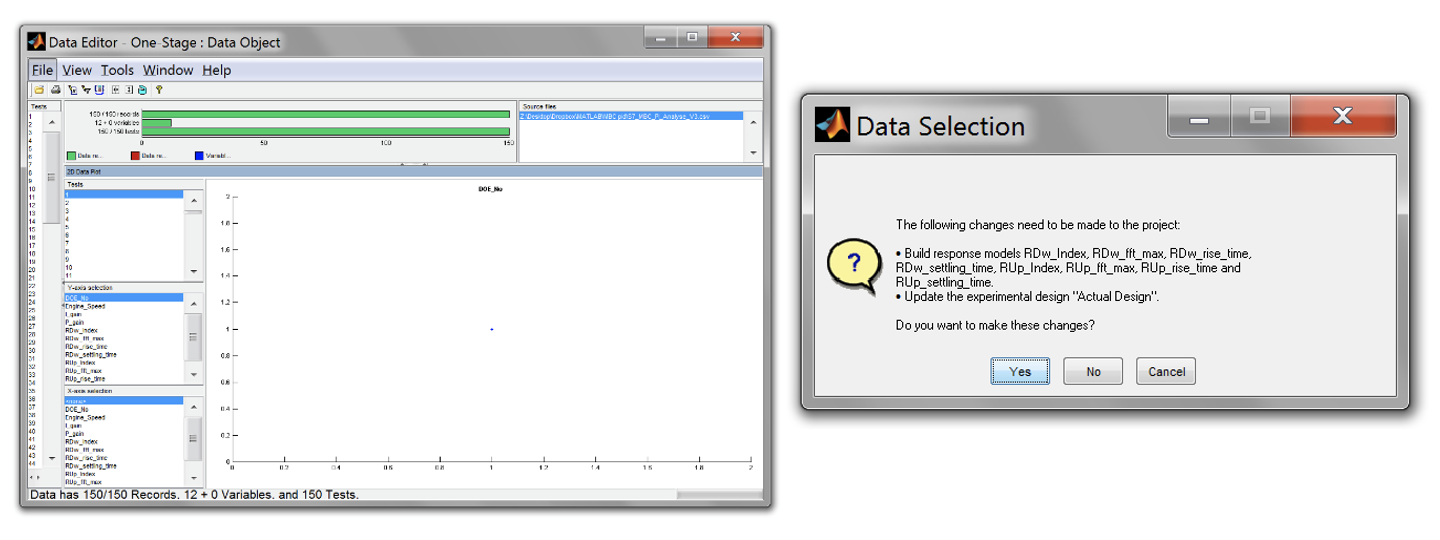 Data Editor - One-Stage : Data Object
File View Tools Window Help
Tests
1
2
3
4
5
6
7
8
9
10
11
12
13
14
15
16
17
18
19
20
21
22
23
24
25
26
27
28
29
30
31
32
33
34
35
36
37
38
39
40
41
42
43
44
150 / 150 records
12 + 0 variables
150 / 150 tests
0 50 100 150
Data re... Data re... Variabl...
Source files
2D Data Plot
Tests
1
2
3
4
5
6
7
8
9
10
11
Y-axis selection
DOE_No
Engine_Speed
I_gain
P_gain
RDw_Index
RDw_fft_max
RDw_rise_time
RDw_settling_time
RUp_Index
RUp_fft_max
RUp_rise_time
X-axis selection
<none>
DOE_No
Engine_Speed
I_gain
P_gain
RDw_Index
RDw_fft_max
RDw_rise_time
RDw_settling_time
RUp_Index
RUp_fft_max
DOE_No
2
1.8
1.6
1.4
1.2
1
0.8
0.6
0.4
0.2
0
0 0.2 0.4 0.6 0.8 1 1.2 1.4 1.6 1.8 2
Data has 150/150 Records, 12 + 0 Variables, and 150 Tests.
Data Selection
The following changes need to be made to the project:
• Build response models RDw_Index, RDw_fft_max, RDw_rise_time,
RDw_settling_time, RUp_Index, RUp_fft_max, RUp_rise_time and
RUp_settling_time.
• Update the experimental design "Actual Design".
Do you want to make these changes?
Yes No Cancel